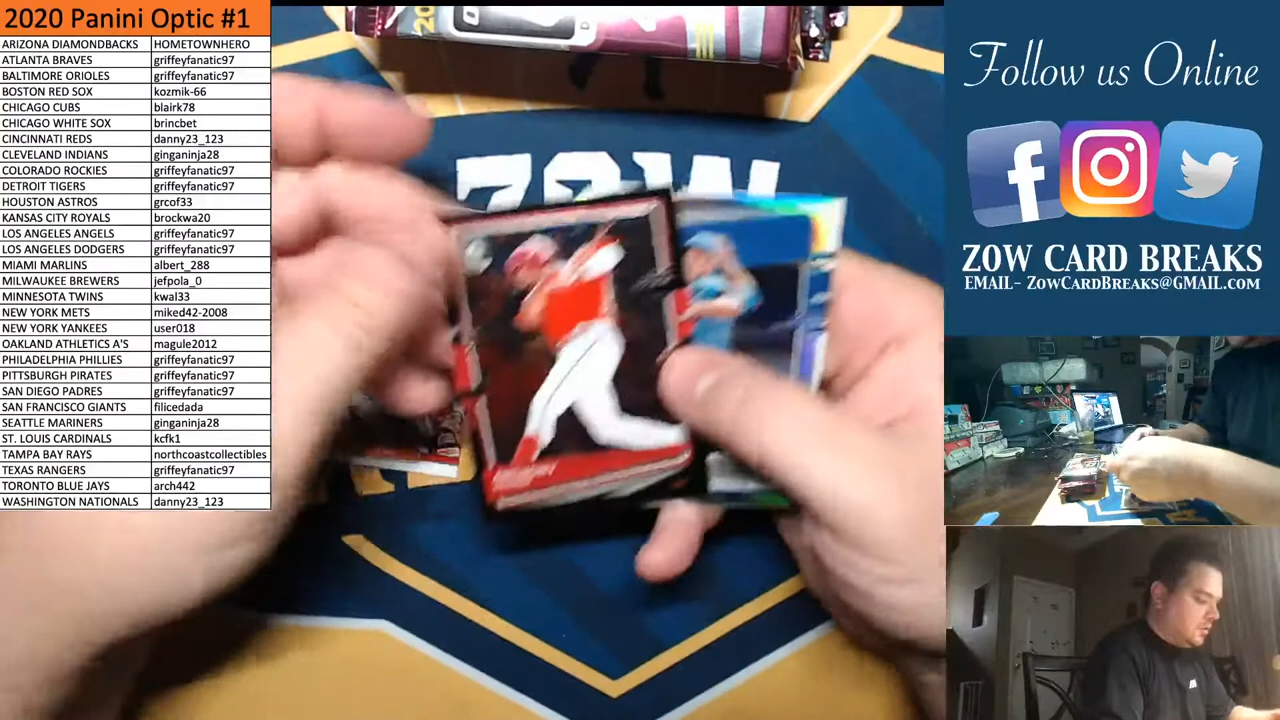 2020 Panini Optic #1
ARIZONA DIAMONDBACKS HOMETOWNHERO
ATLANTA BRAVES griffeyfanatic97
BALTIMORE ORIOLES griffeyfanatic97
BOSTON RED SOX kozmik-66
CHICAGO CUBS blairk78
CHICAGO WHITE SOX brincbet
CINCINNATI REDS danny23_123
CLEVELAND INDIANS ginganinja28
COLORADO ROCKIES griffeyfanatic97
DETROIT TIGERS griffeyfanatic97
HOUSTON ASTROS grcof33
KANSAS CITY ROYALS brockwa20
LOS ANGELES ANGELS griffeyfanatic97
LOS ANGELES DODGERS griffeyfanatic97
MIAMI MARLINS albert_288
MILWAUKEE BREWERS jefpola_0
MINNESOTA TWINS kwal33
NEW YORK METS miked42-2008
NEW YORK YANKEES user018
OAKLAND ATHLETICS A'S magule2012
PHILADELPHIA PHILLIES griffeyfanatic97
PITTSBURGH PIRATES griffeyfanatic97
SAN DIEGO PADRES griffeyfanatic97
SAN FRANCISCO GIANTS filicedada
SEATTLE MARINERS ginganinja28
ST. LOUIS CARDINALS kcfk1
TAMPA BAY RAYS northcoastcollectibles
TEXAS RANGERS griffeyfanatic97
TORONTO BLUE JAYS arch442
WASHINGTON NATIONALS danny23_123
ZOW
Follow us Online
ZOW CARD BREAKS
EMAIL- ZOWCARDBREAKS@GMAIL.COM